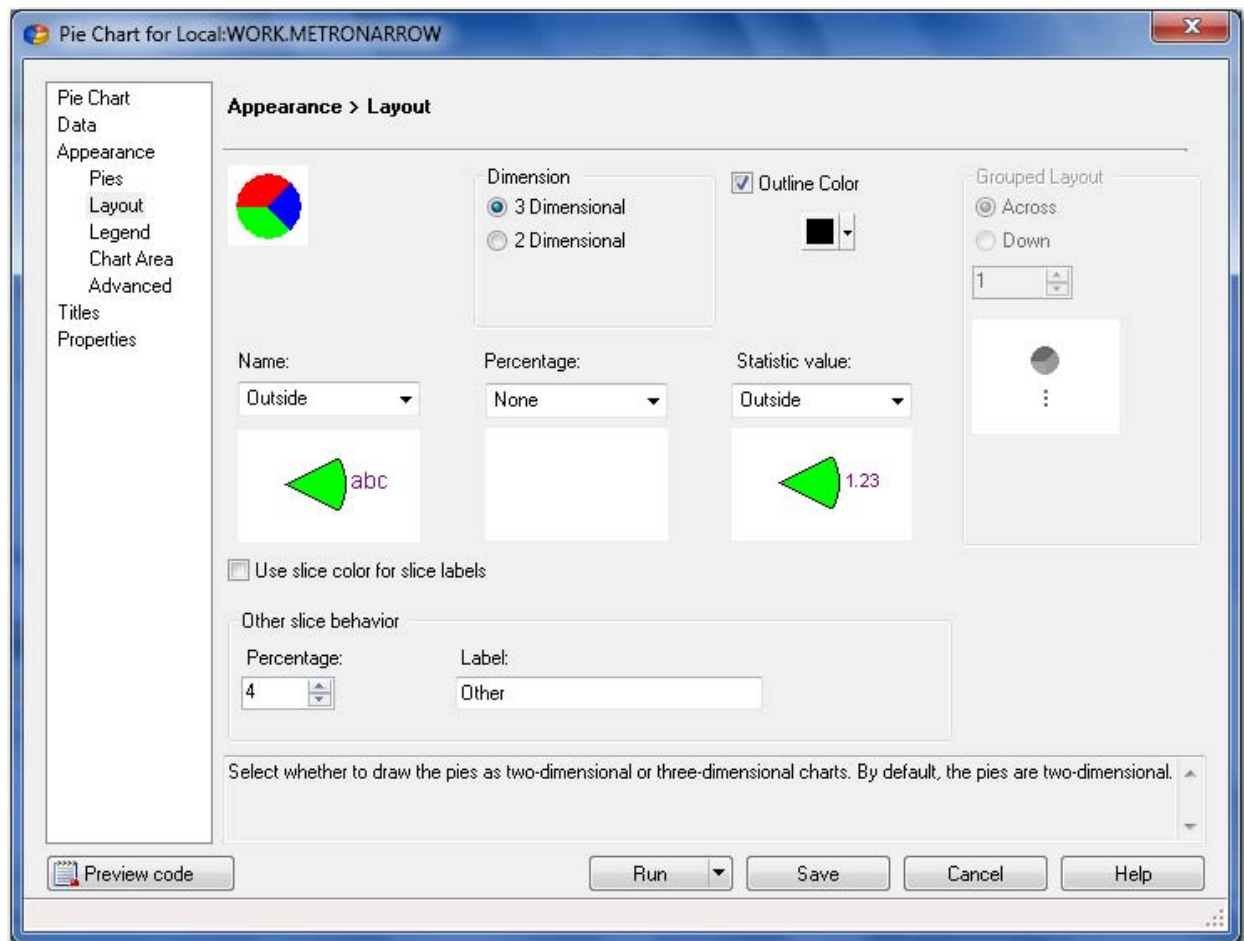 Pie Chart for Local:WORK.METRONARROW
X
Pie Chart
Data
Appearance
Pies
Layout
Legend
Chart Area
Advanced
Titles
Properties
Appearance > Layout
Dimension
3 Dimensional
2 Dimensional
Outline Color
Grouped Layout
Across
Down
1
Name:
Outside
abc
Percentage:
None
Statistic value:
Outside
1.23
Use slice color for slice labels
Other slice behavior
Percentage:
4
Label:
Other
Select whether to draw the pies as two-dimensional or three-dimensional charts. By default, the pies are two-dimensional.
Preview code
Run
Save
Cancel
Help